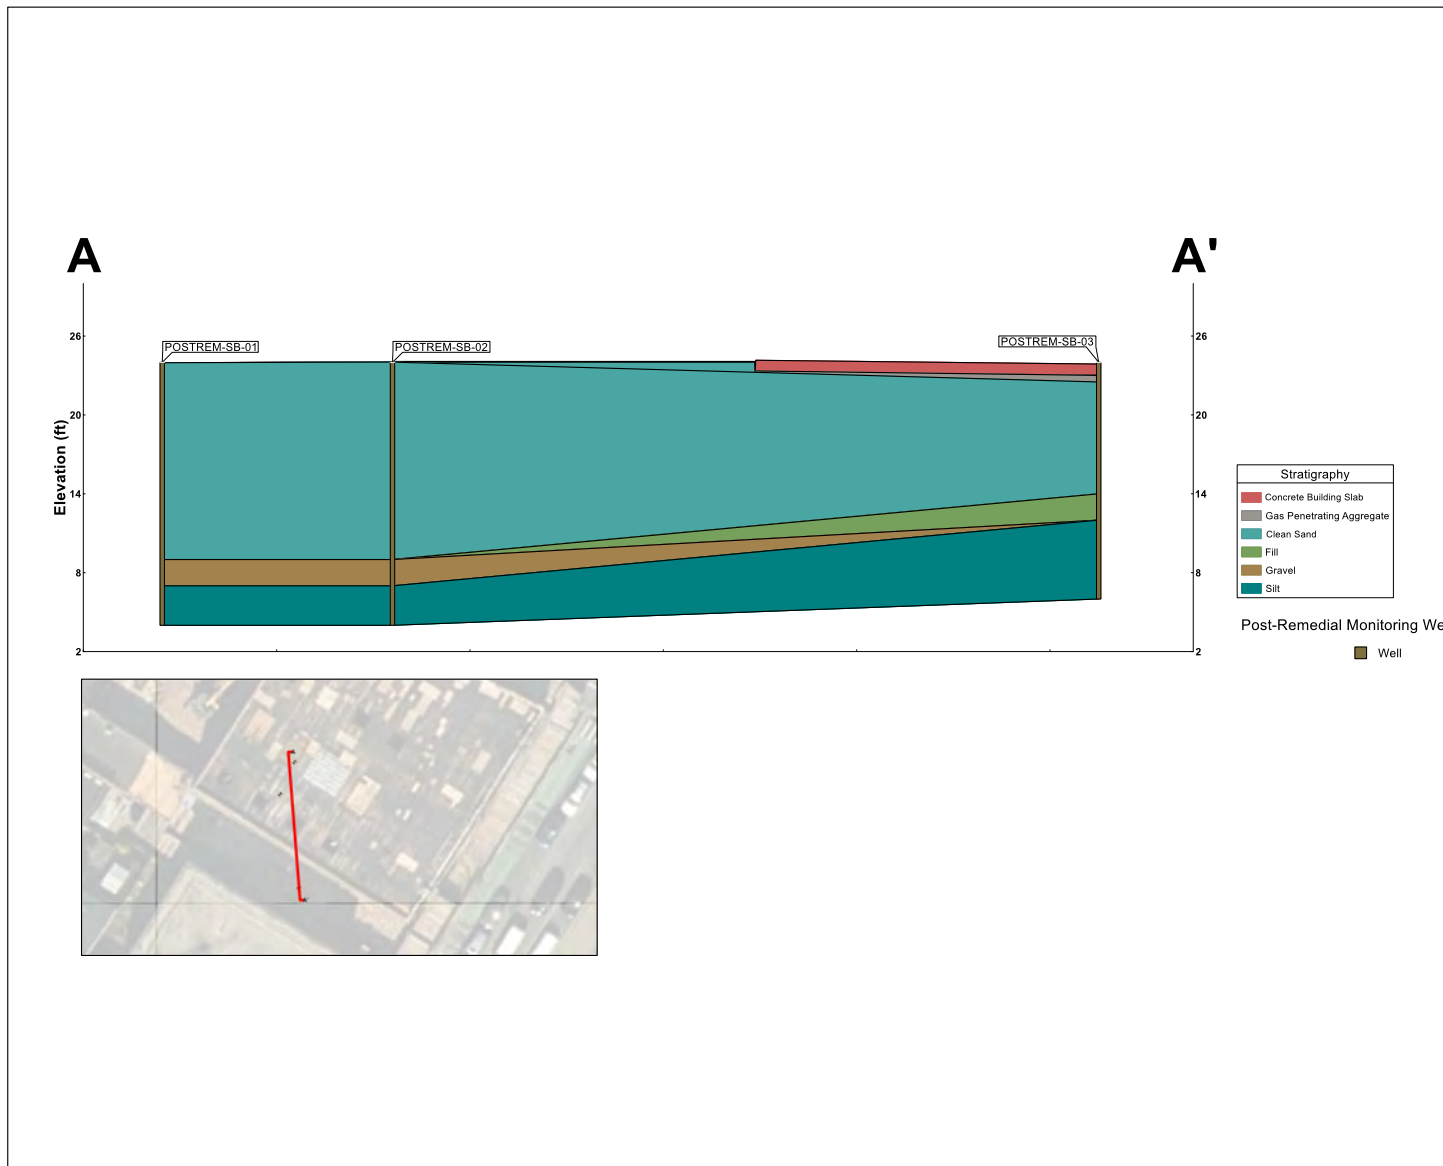 A
A'
26
26
POSTREM-SB-01
POSTREM-SB-02
POSTREM-SB-03
20
20
Elevation (ft)
14
14
8
8
2
2
Stratigraphy
Concrete Building Slab
Gas Penetrating Aggregate
Clean Sand
Fill
Gravel
Silt
Post-Remedial Monitoring We
Well